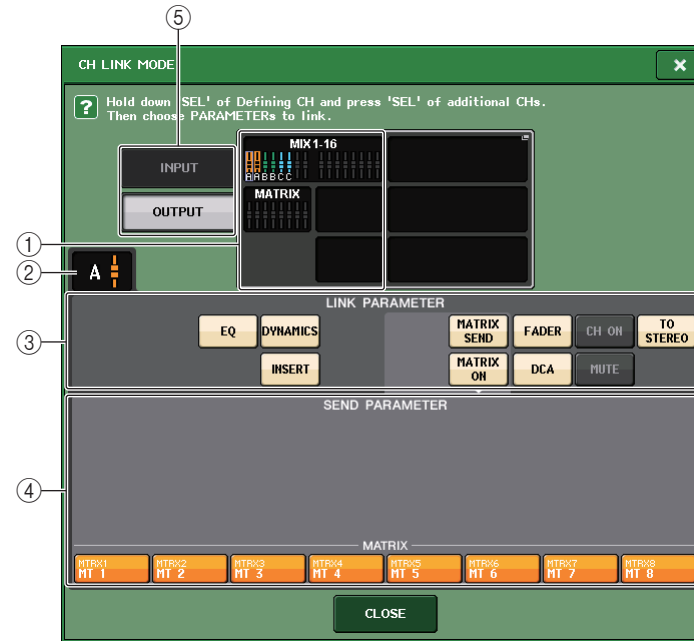 ⑤
CH LINK MODE
×
? Hold down 'SEL' of Defining CH and press 'SEL' of additional CHs.
Then choose PARAMETERs to link.
INPUT
OUTPUT
MIX1-16
AABBCC
MATRIX
①
②
A
③
LINK PARAMETER
EQ
DYNAMICS
MATRIX SEND
FADER
CH ON
TO STEREO
INSERT
MATRIX ON
DCA
MUTE
④
SEND PARAMETER
MATRIX
MTRX1 MTRX2 MTRX3 MTRX4 MTRX5 MTRX6 MTRX7 MTRX8
MT 1 MT 2 MT 3 MT 4 MT 5 MT 6 MT 7 MT 8
CLOSE